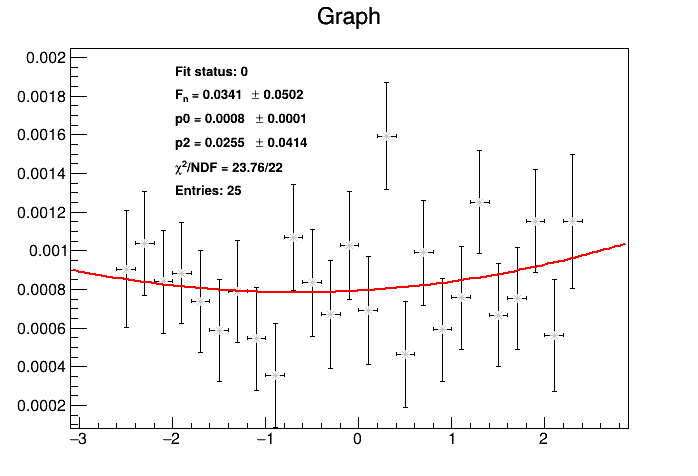 Graph
Fit status: 0
Fn = 0.0341 ± 0.0502
p0 = 0.0008 ± 0.0001
p2 = 0.0255 ± 0.0414
χ²/NDF = 23.76/22
Entries: 25
0.002
0.0018
0.0016
0.0014
0.0012
0.001
0.0008
0.0006
0.0004
0.0002
−3 −2 −1 0 1 2